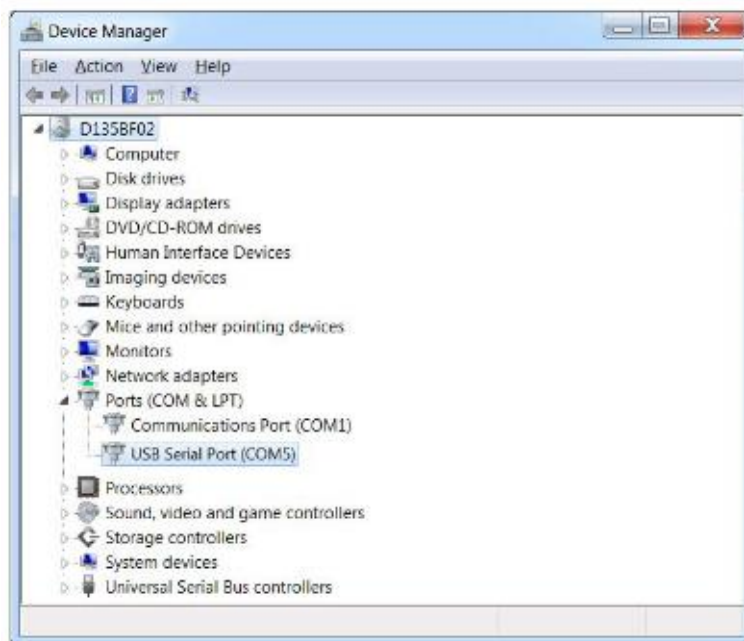 Device Manager
File Action View Help
D135BF02
Computer
Disk drives
Display adapters
DVD/CD-ROM drives
Human Interface Devices
Imaging devices
Keyboards
Mice and other pointing devices
Monitors
Network adapters
Ports (COM & LPT)
Communications Port (COM1)
USB Serial Port (COM5)
Processors
Sound, video and game controllers
Storage controllers
System devices
Universal Serial Bus controllers